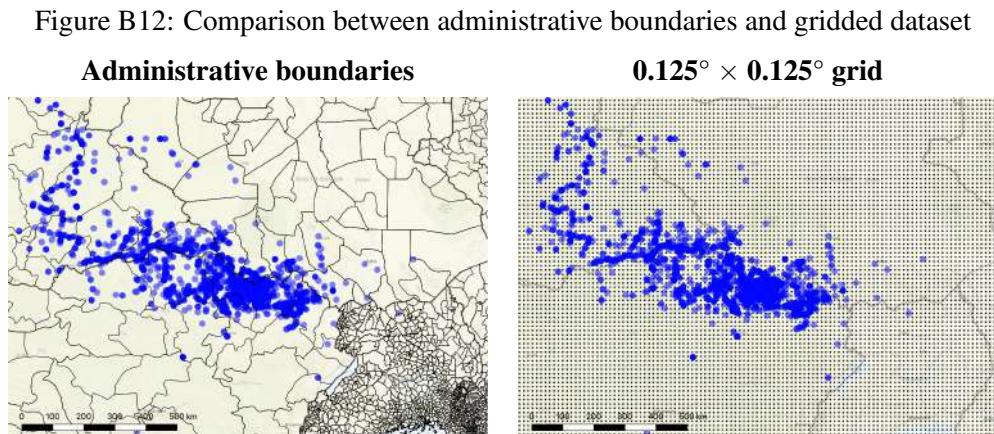 Figure B12: Comparison between administrative boundaries and gridded dataset
Administrative boundaries
0.125° × 0.125° grid
0 100 200 300 400 500 km
0 100 200 300 400 500 km